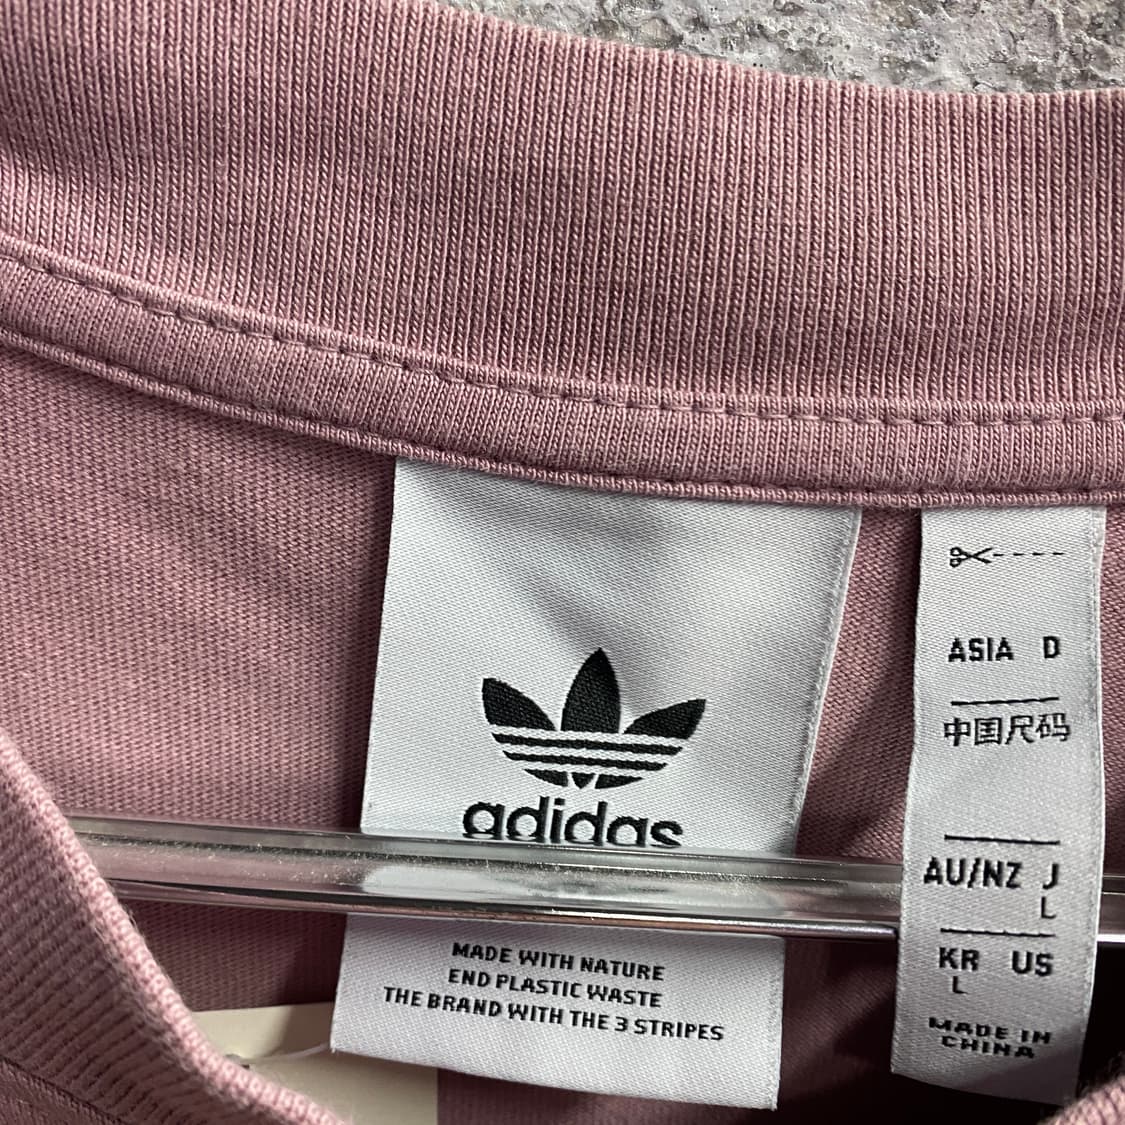 adidas
MADE WITH NATURE
END PLASTIC WASTE
THE BRAND WITH THE 3 STRIPES
ASIA D
中国尺码
AU/NZ J
L
KR US
L
MADE IN
CHINA